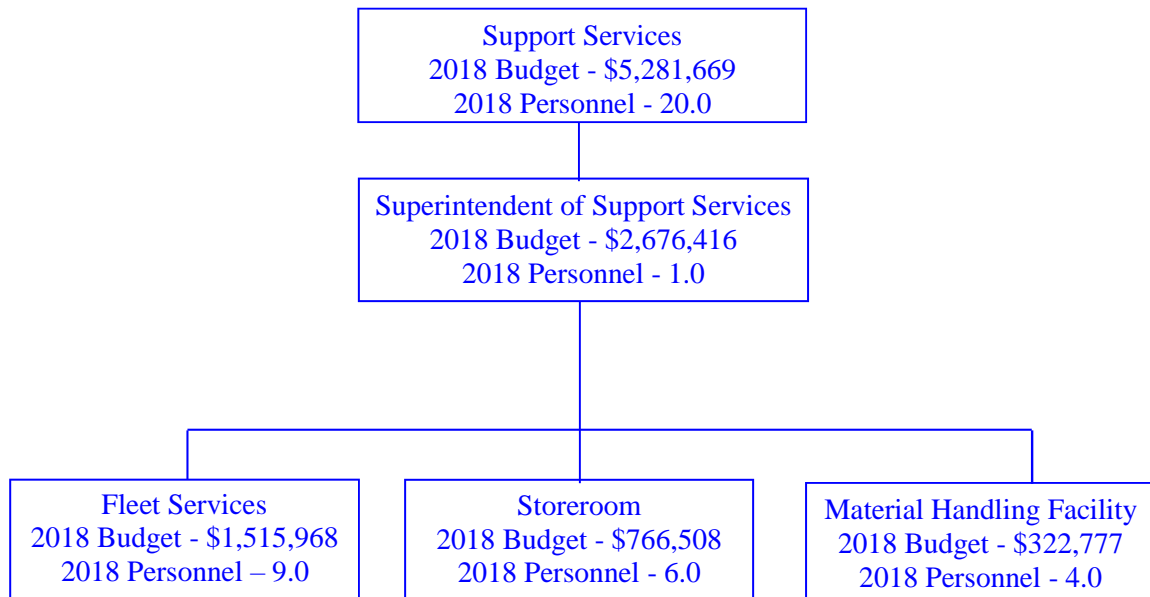 Support Services
2018 Budget - $5,281,669
2018 Personnel - 20.0
Superintendent of Support Services
2018 Budget - $2,676,416
2018 Personnel - 1.0
Fleet Services
2018 Budget - $1,515,968
2018 Personnel – 9.0
Storeroom
2018 Budget - $766,508
2018 Personnel - 6.0
Material Handling Facility
2018 Budget - $322,777
2018 Personnel - 4.0